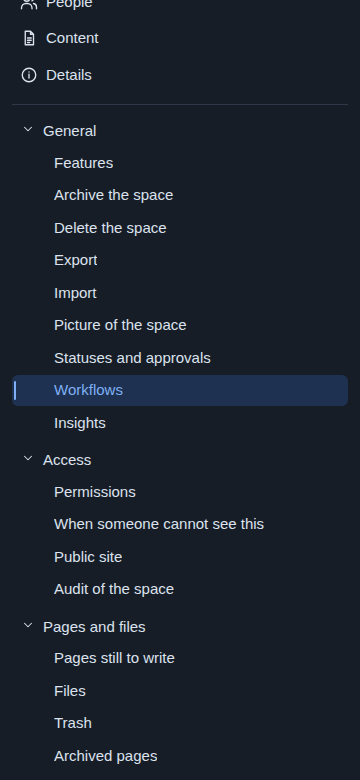 People
Content
Details
General
Features
Archive the space
Delete the space
Export
Import
Picture of the space
Statuses and approvals
Workflows
Insights
Access
Permissions
When someone cannot see this
Public site
Audit of the space
Pages and files
Pages still to write
Files
Trash
Archived pages